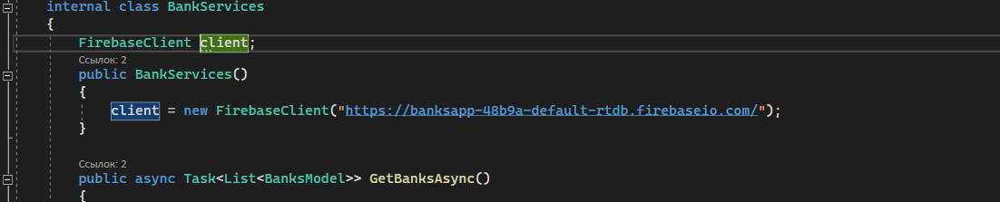 internal class BankServices
{
FirebaseClient client;
Ссылок: 2
public BankServices()
{
client = new FirebaseClient("https://banksapp-48b9a-default-rtdb.firebaseio.com/");
}
Ссылок: 2
public async Task<List<BanksModel>> GetBanksAsync()
{